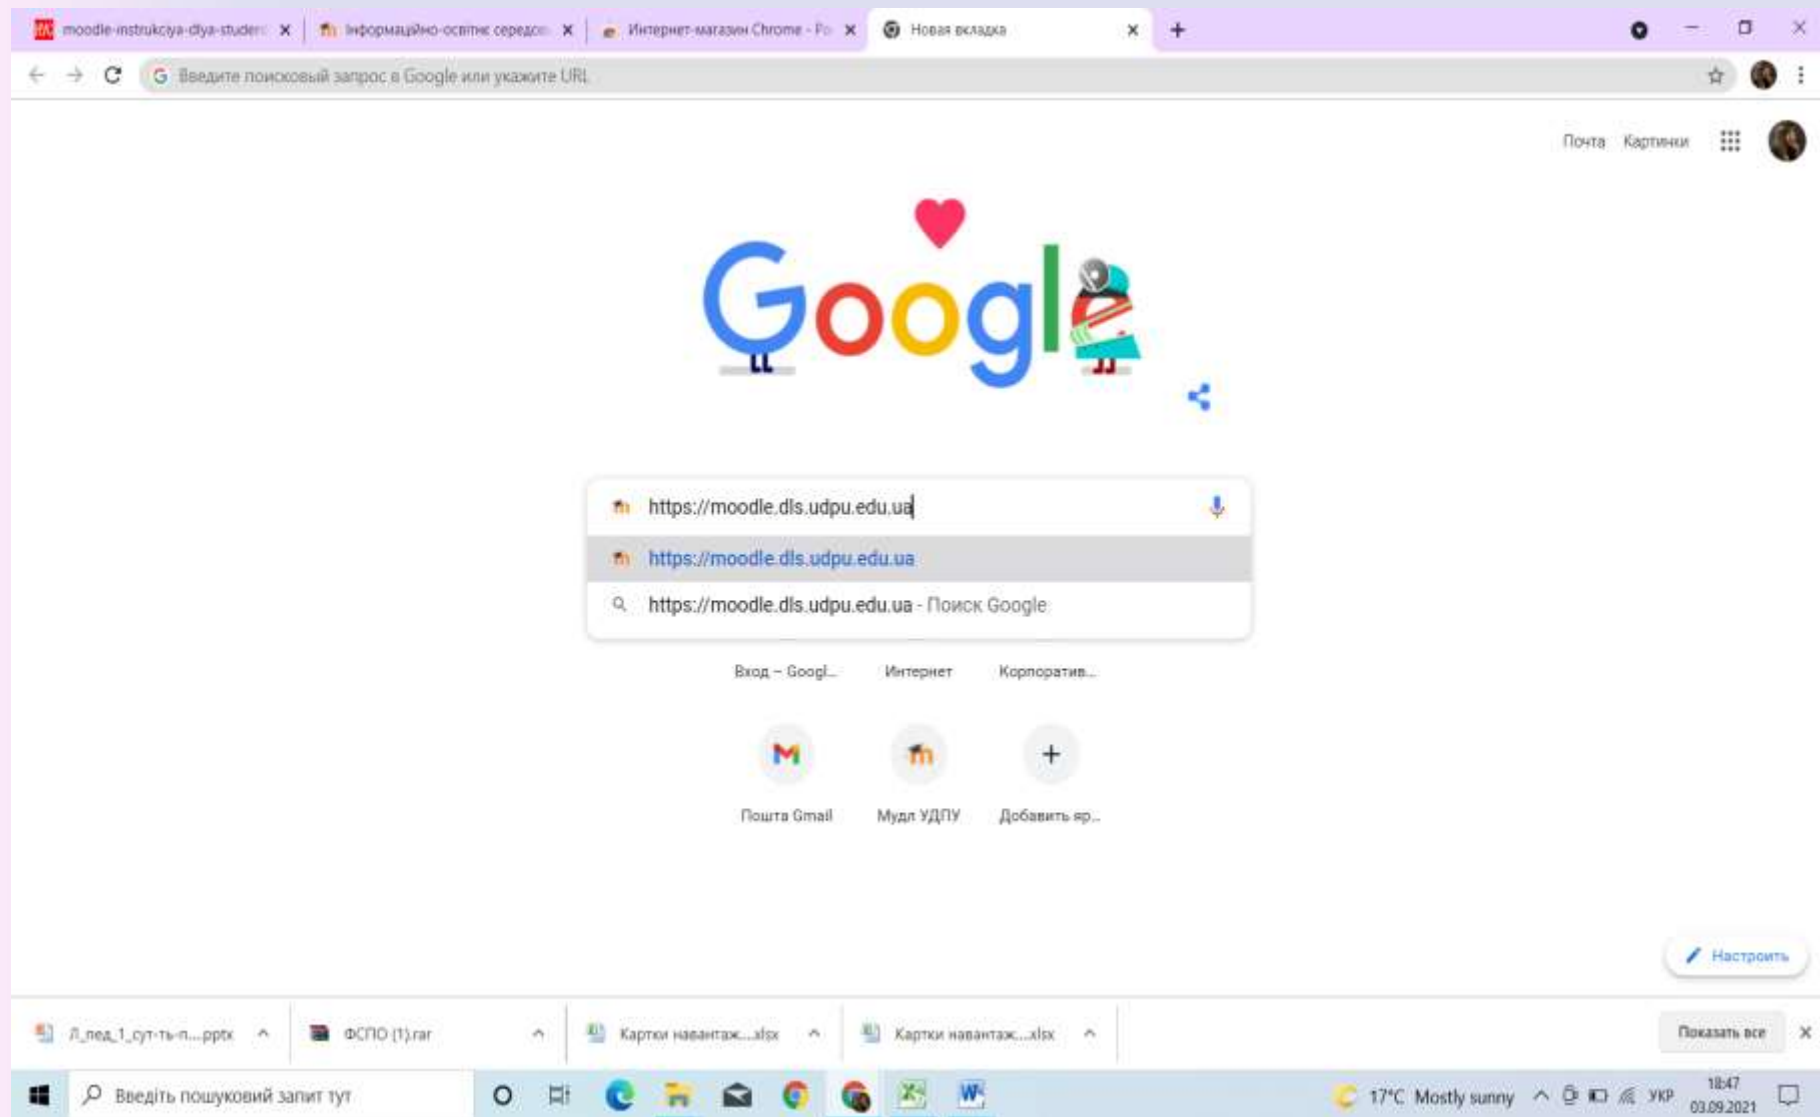 moodle-instrukciya-dlya-student
Інформаційно-освітнє середов
Интернет-магазин Chrome - Ра
Новая вкладка
Введите поисковый запрос в Google или укажите URL
Почта Картинки
Google
https://moodle.dls.udpu.edu.ua
https://moodle.dls.udpu.edu.ua
https://moodle.dls.udpu.edu.ua - Поиск Google
Вход – Googl... Интернет Корпоратив...
Пошта Gmail Мудл УДПУ Добавить яр...
Настроить
Л_пед_1_сут-ть-п....pptx ФСПО (1).rar Картки навантаж....xlsx Картки навантаж....xlsx Показать все
Введіть пошуковий запит тут 17°C Mostly sunny УКР 18:47
03.09.2021